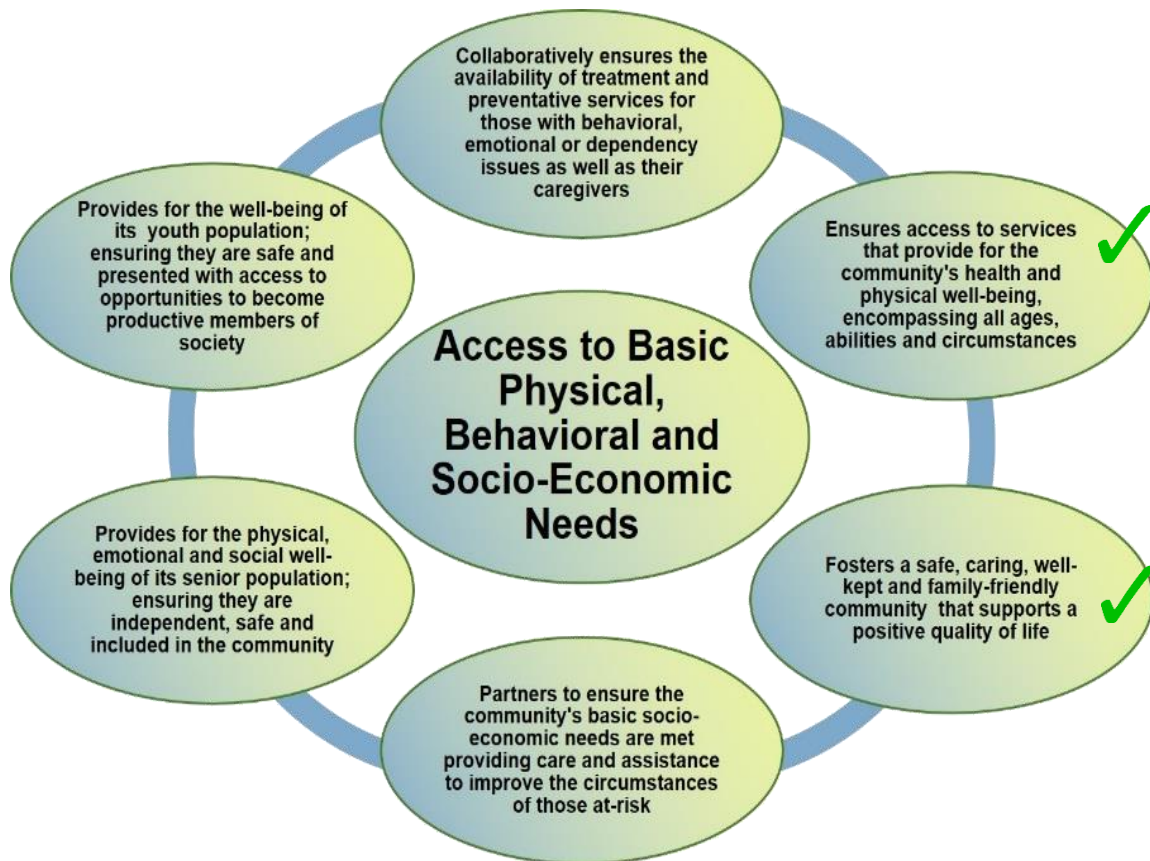 Collaboratively ensures the
availability of treatment and
preventative services for
those with behavioral,
emotional or dependency
issues as well as their
caregivers
Ensures access to services
that provide for the
community's health and
physical well-being,
encompassing all ages,
abilities and circumstances
Fosters a safe, caring, well-
kept and family-friendly
community that supports a
positive quality of life
Partners to ensure the
community's basic socio-
economic needs are met
providing care and assistance
to improve the circumstances
of those at-risk
Provides for the physical,
emotional and social well-
being of its senior population;
ensuring they are
independent, safe and
included in the community
Provides for the well-being of
its youth population;
ensuring they are safe and
presented with access to
opportunities to become
productive members of
society
Access to Basic
Physical,
Behavioral and
Socio-Economic
Needs